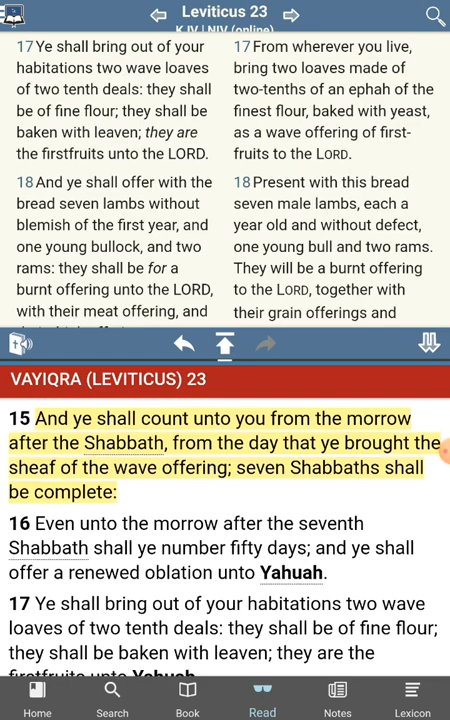 Leviticus 23
KJV | NIV (online)
17 Ye shall bring out of your
habitations two wave loaves
of two tenth deals: they shall
be of fine flour; they shall be
baken with leaven; they are
the firstfruits unto the LORD.
18 And ye shall offer with the
bread seven lambs without
blemish of the first year, and
one young bullock, and two
rams: they shall be for a
burnt offering unto the LORD,
with their meat offering, and
17 From wherever you live,
bring two loaves made of
two-tenths of an ephah of the
finest flour, baked with yeast,
as a wave offering of first-
fruits to the LORD.
18 Present with this bread
seven male lambs, each a
year old and without defect,
one young bull and two rams.
They will be a burnt offering
to the LORD, together with
their grain offerings and
VAYIQRA (LEVITICUS) 23
15 And ye shall count unto you from the morrow
after the Shabbath, from the day that ye brought the
sheaf of the wave offering; seven Shabbaths shall
be complete:
16 Even unto the morrow after the seventh
Shabbath shall ye number fifty days; and ye shall
offer a renewed oblation unto Yahuah.
17 Ye shall bring out of your habitations two wave
loaves of two tenth deals: they shall be of fine flour;
they shall be baken with leaven; they are the
firstfruits unto Yahuah.
Home
Search
Book
Read
Notes
Lexicon